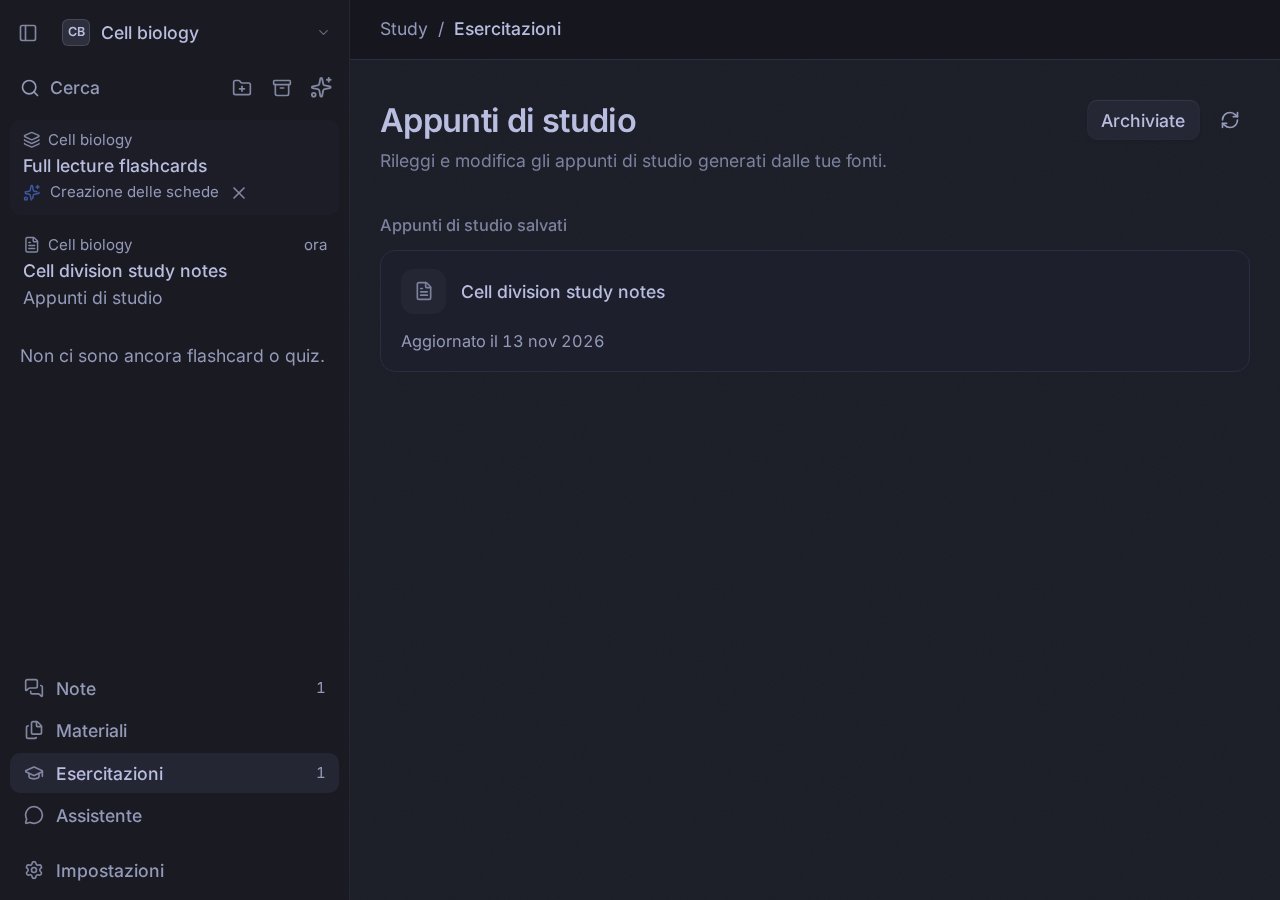 CB Cell biology
Cerca
Cell biology
Full lecture flashcards
Creazione delle schede
Cell biology ora
Cell division study notes
Appunti di studio
Non ci sono ancora flashcard o quiz.
Note 1
Materiali
Esercitazioni 1
Assistente
Impostazioni
Study / Esercitazioni
Appunti di studio
Archiviate
Rileggi e modifica gli appunti di studio generati dalle tue fonti.
Appunti di studio salvati
Cell division study notes
Aggiornato il 13 nov 2026